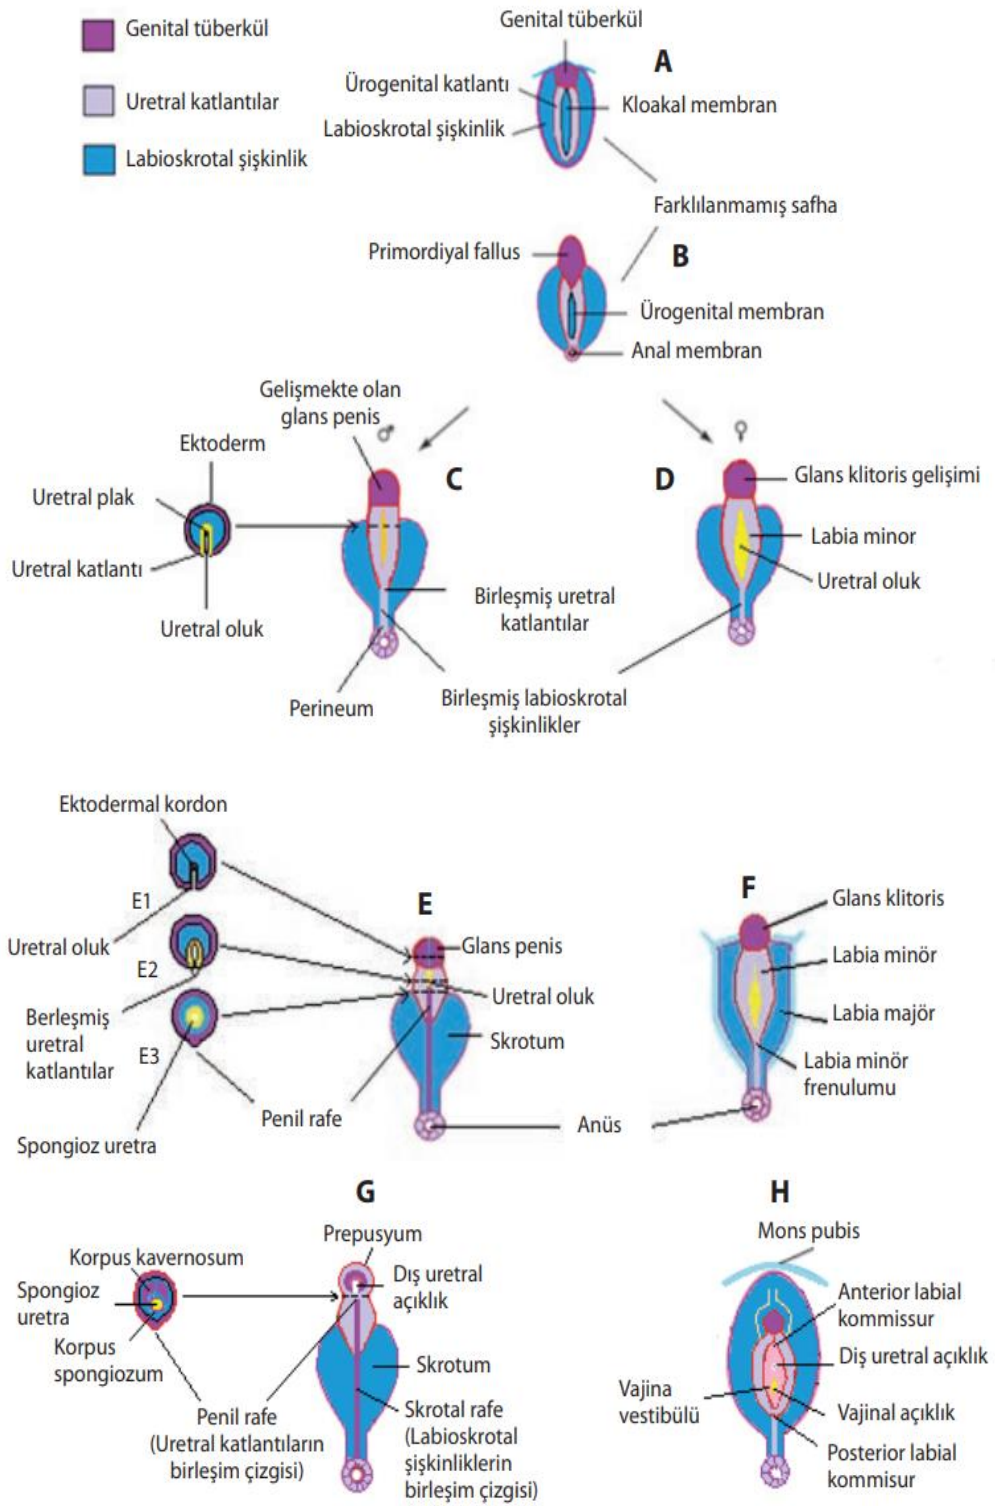 Genital tüberkül
Uretral katlantılar
Labioskrotal şişkinlik
Genital tüberkül
A
Ürogenital katlantı
Kloakal membran
Labioskrotal şişkinlik
Farklılanmamış safha
Primordiyal fallus
B
Ürogenital membran
Anal membran
Gelişmekte olan
glans penis
♂
♀
Ektoderm
C
D
Glans klitoris gelişimi
Uretral plak
Labia minor
Uretral katlantı
Uretral oluk
Uretral oluk
Birleşmiş uretral
katlantılar
Perineum
Birleşmiş labioskrotal
şişkinlikler
Ektodermal kordon
E1
Uretral oluk
E2
Berleşmiş
uretral
katlantılar
E3
Spongioz uretra
Penil rafe
E
Glans penis
Uretral oluk
Skrotum
Anüs
F
Glans klitoris
Labia minör
Labia majör
Labia minör
frenulumu
G
Prepusyum
Korpus kavernosum
Dış uretral
açıklık
Spongioz
uretra
Korpus
spongiozum
Skrotum
Penil rafe
(Uretral katlantıların
birleşim çizgisi)
Skrotal rafe
(Labioskrotal
şişkinliklerin
birleşim çizgisi)
H
Mons pubis
Anterior labial
kommissur
Diş uretral açıklık
Vajina
vestibülü
Vajinal açıklık
Posterior labial
kommisur